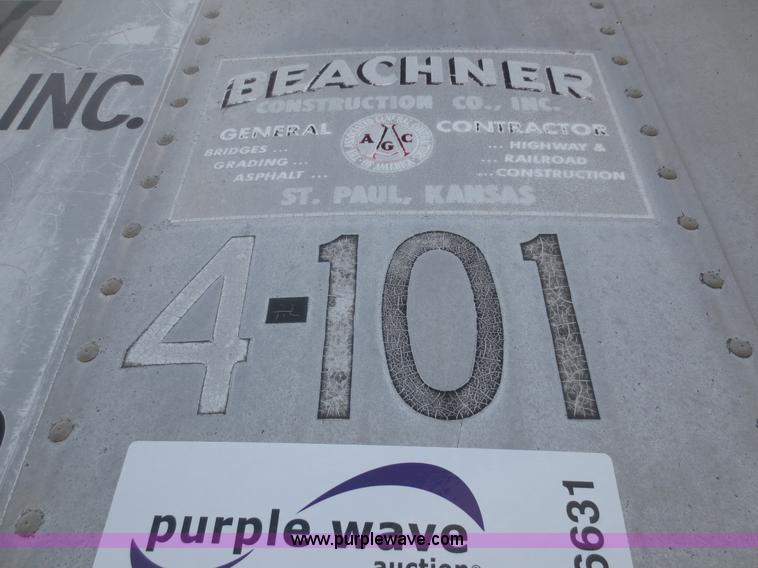 INC.
BEACHNER
CONSTRUCTION CO., INC.
GENERAL CONTRACTOR
BRIDGES ... ... HIGHWAY &
GRADING ... ... RAILROAD
ASPHALT ... ... CONSTRUCTION
AGC
ST. PAUL, KANSAS
4-101
purple wave
auction®
6631
www.purplewave.com